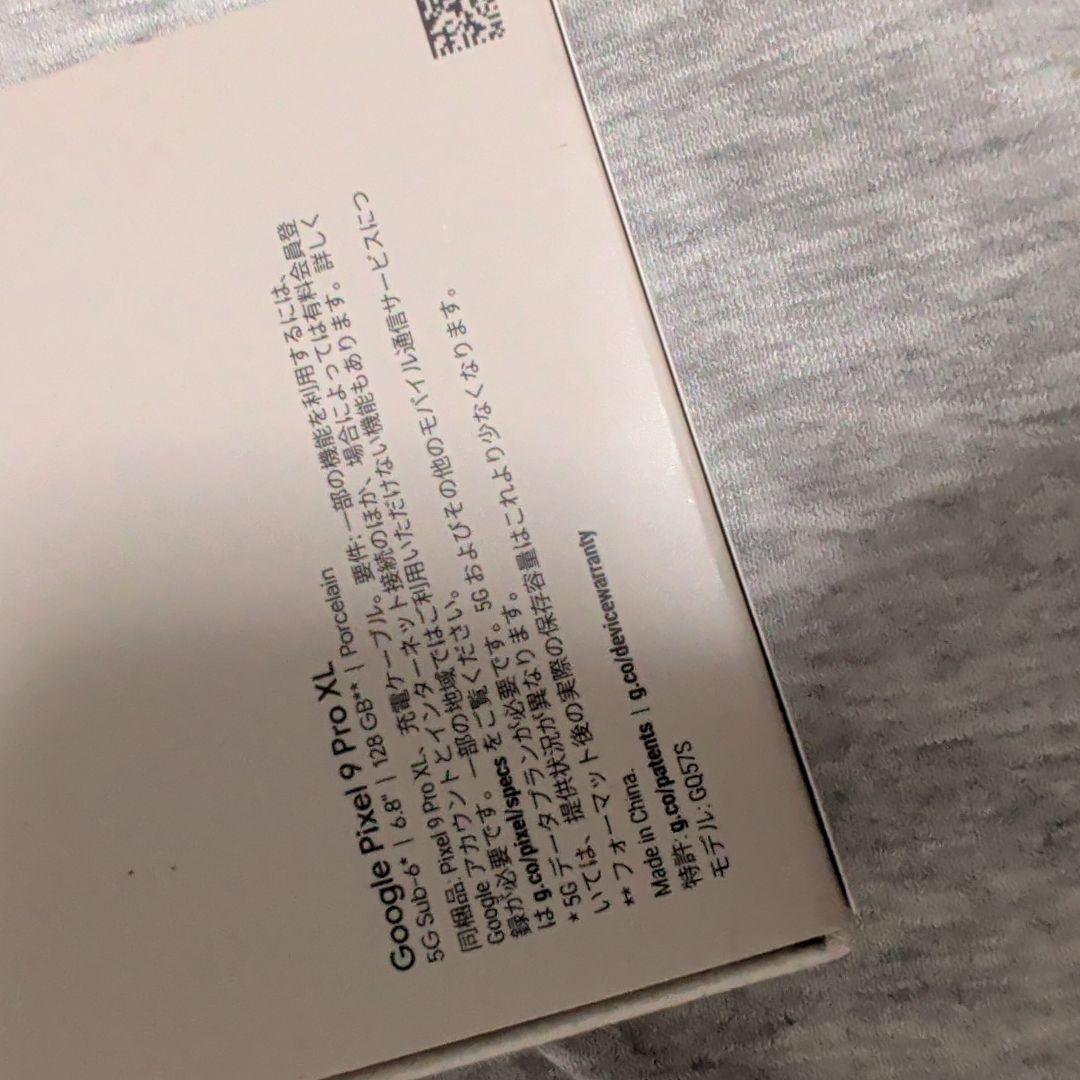 Google Pixel 9 Pro XL
5G Sub-6* | 6.8" | 128 GB** | Porcelain
同梱品: Pixel 9 Pro XL、充電ケーブル。要件: 一部の機能を利用するには、
Google アカウントとインターネット接続のほか、場合によっては有料会員登
録が必要です。一部の地域ではご利用いただけない機能もあります。詳しく
は g.co/pixel/specs をご覧ください。
* 5G データプランが必要です。5G およびその他のモバイル通信サービスにつ
いては、提供状況が異なります。
** フォーマット後の実際の保存容量はこれより少なくなります。
Made in China.
特許: g.co/patents | g.co/devicewarranty
モデル: GQ57S